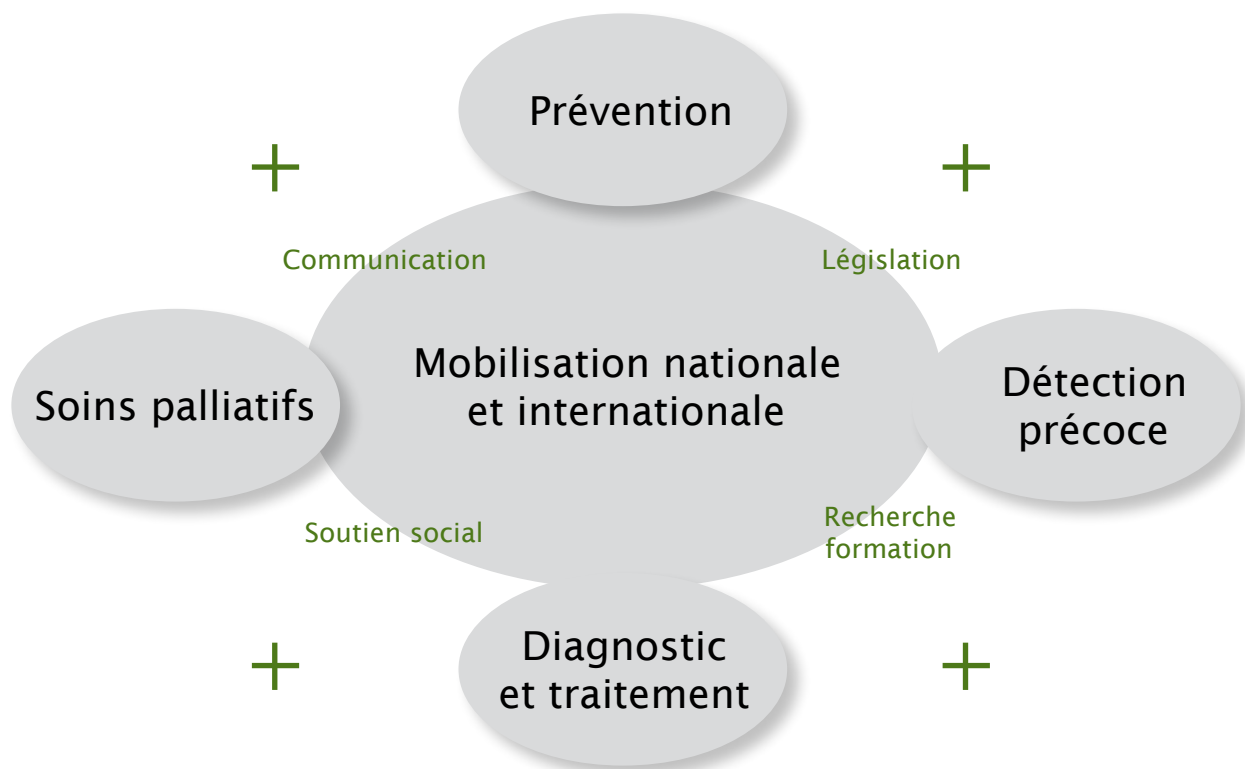 Prévention
+
+
Communication
Législation
Mobilisation nationale
et internationale
Soins palliatifs
Détection
précoce
Soutien social
Recherche
formation
Diagnostic
et traitement
+
+